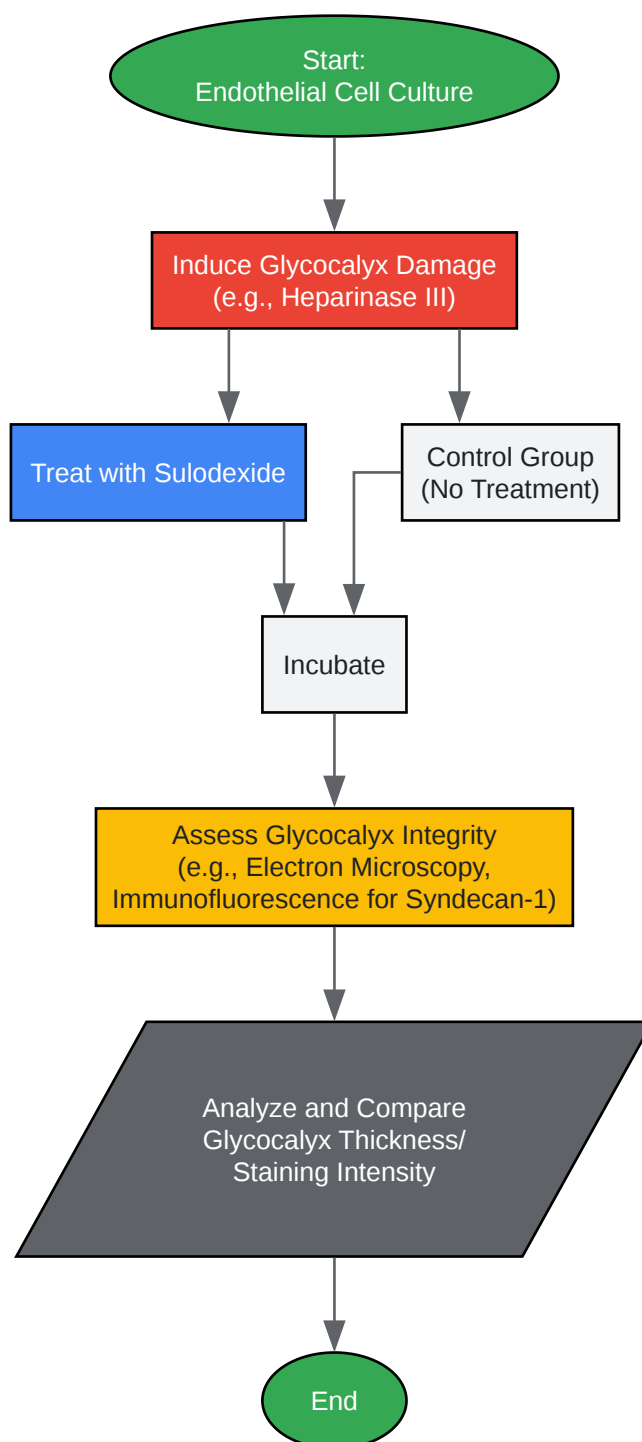 Start:
Endothelial Cell Culture
Induce Glycocalyx Damage
(e.g., Heparinase III)
Treat with Sulodexide
Control Group
(No Treatment)
Incubate
Assess Glycocalyx Integrity
(e.g., Electron Microscopy,
Immunofluorescence for Syndecan-1)
Analyze and Compare
Glycocalyx Thickness/
Staining Intensity
End